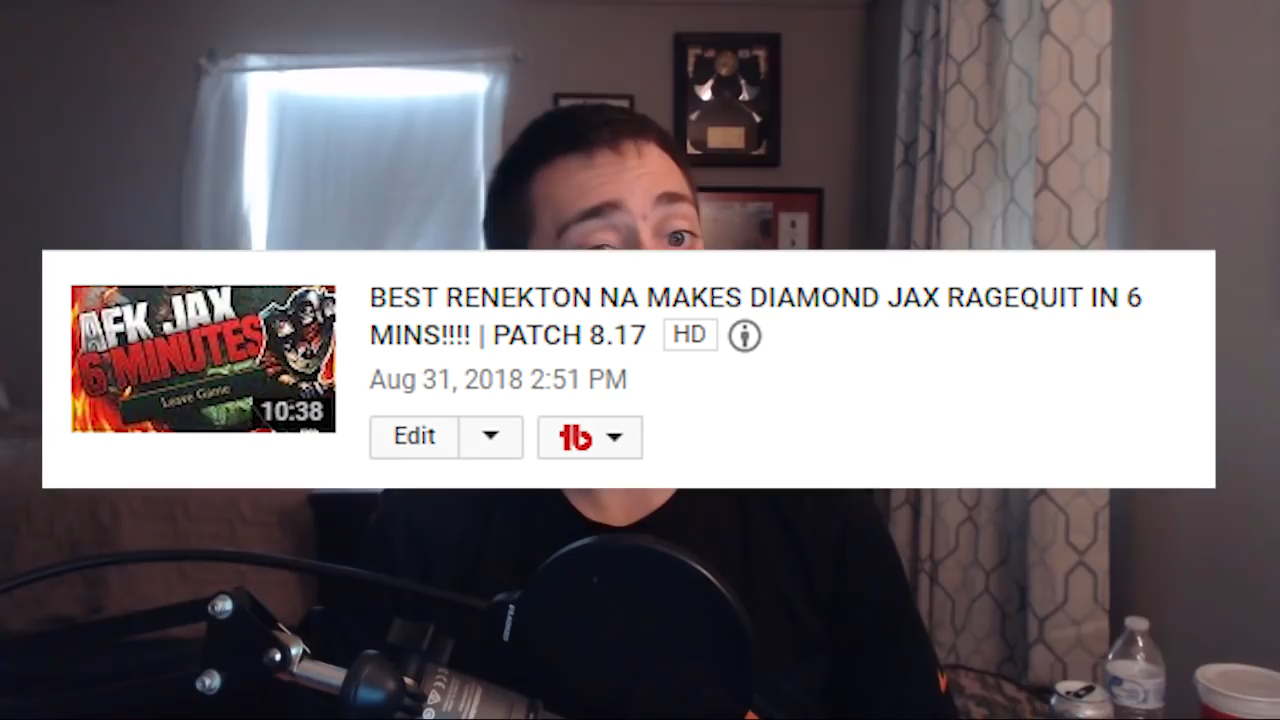 BEST RENEKTON NA MAKES DIAMOND JAX RAGEQUIT IN 6
MINS!!!! | PATCH 8.17 HD
Aug 31, 2018 2:51 PM
AFK JAX
6 MINUTES
Leave Game
10:38
Edit
tb